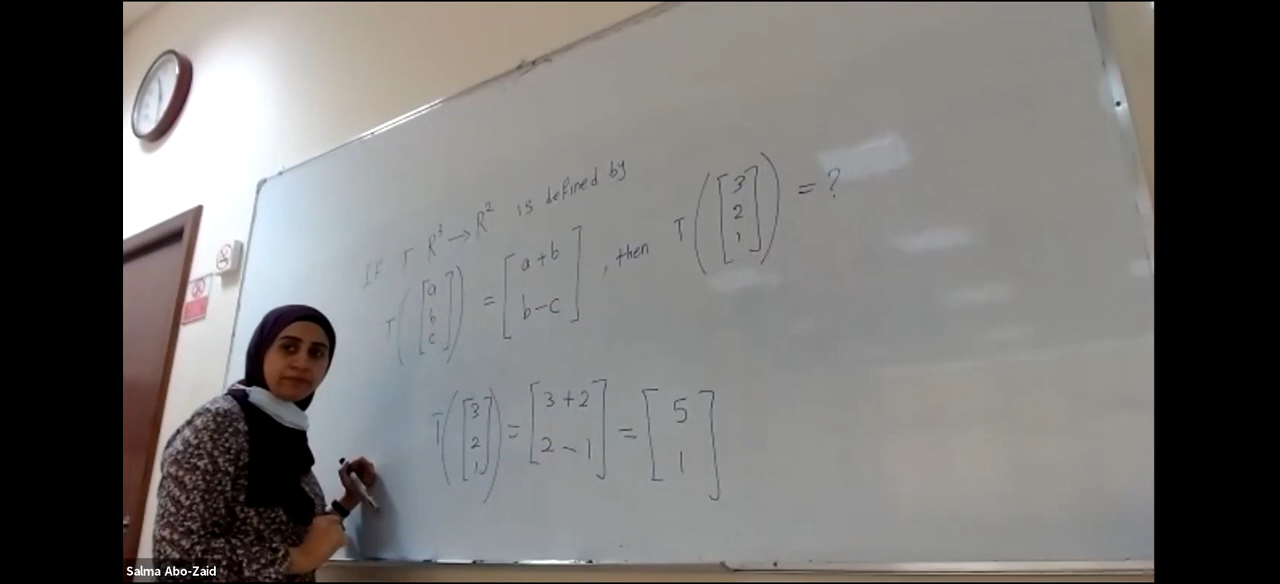 IF T R³ → R² is defined by
T([a b c]) = [a+b b-c], then T([3 2 1]) = ?
T([3 2 1]) = [3+2 2-1] = [5 1]
Salma Abo-Zaid